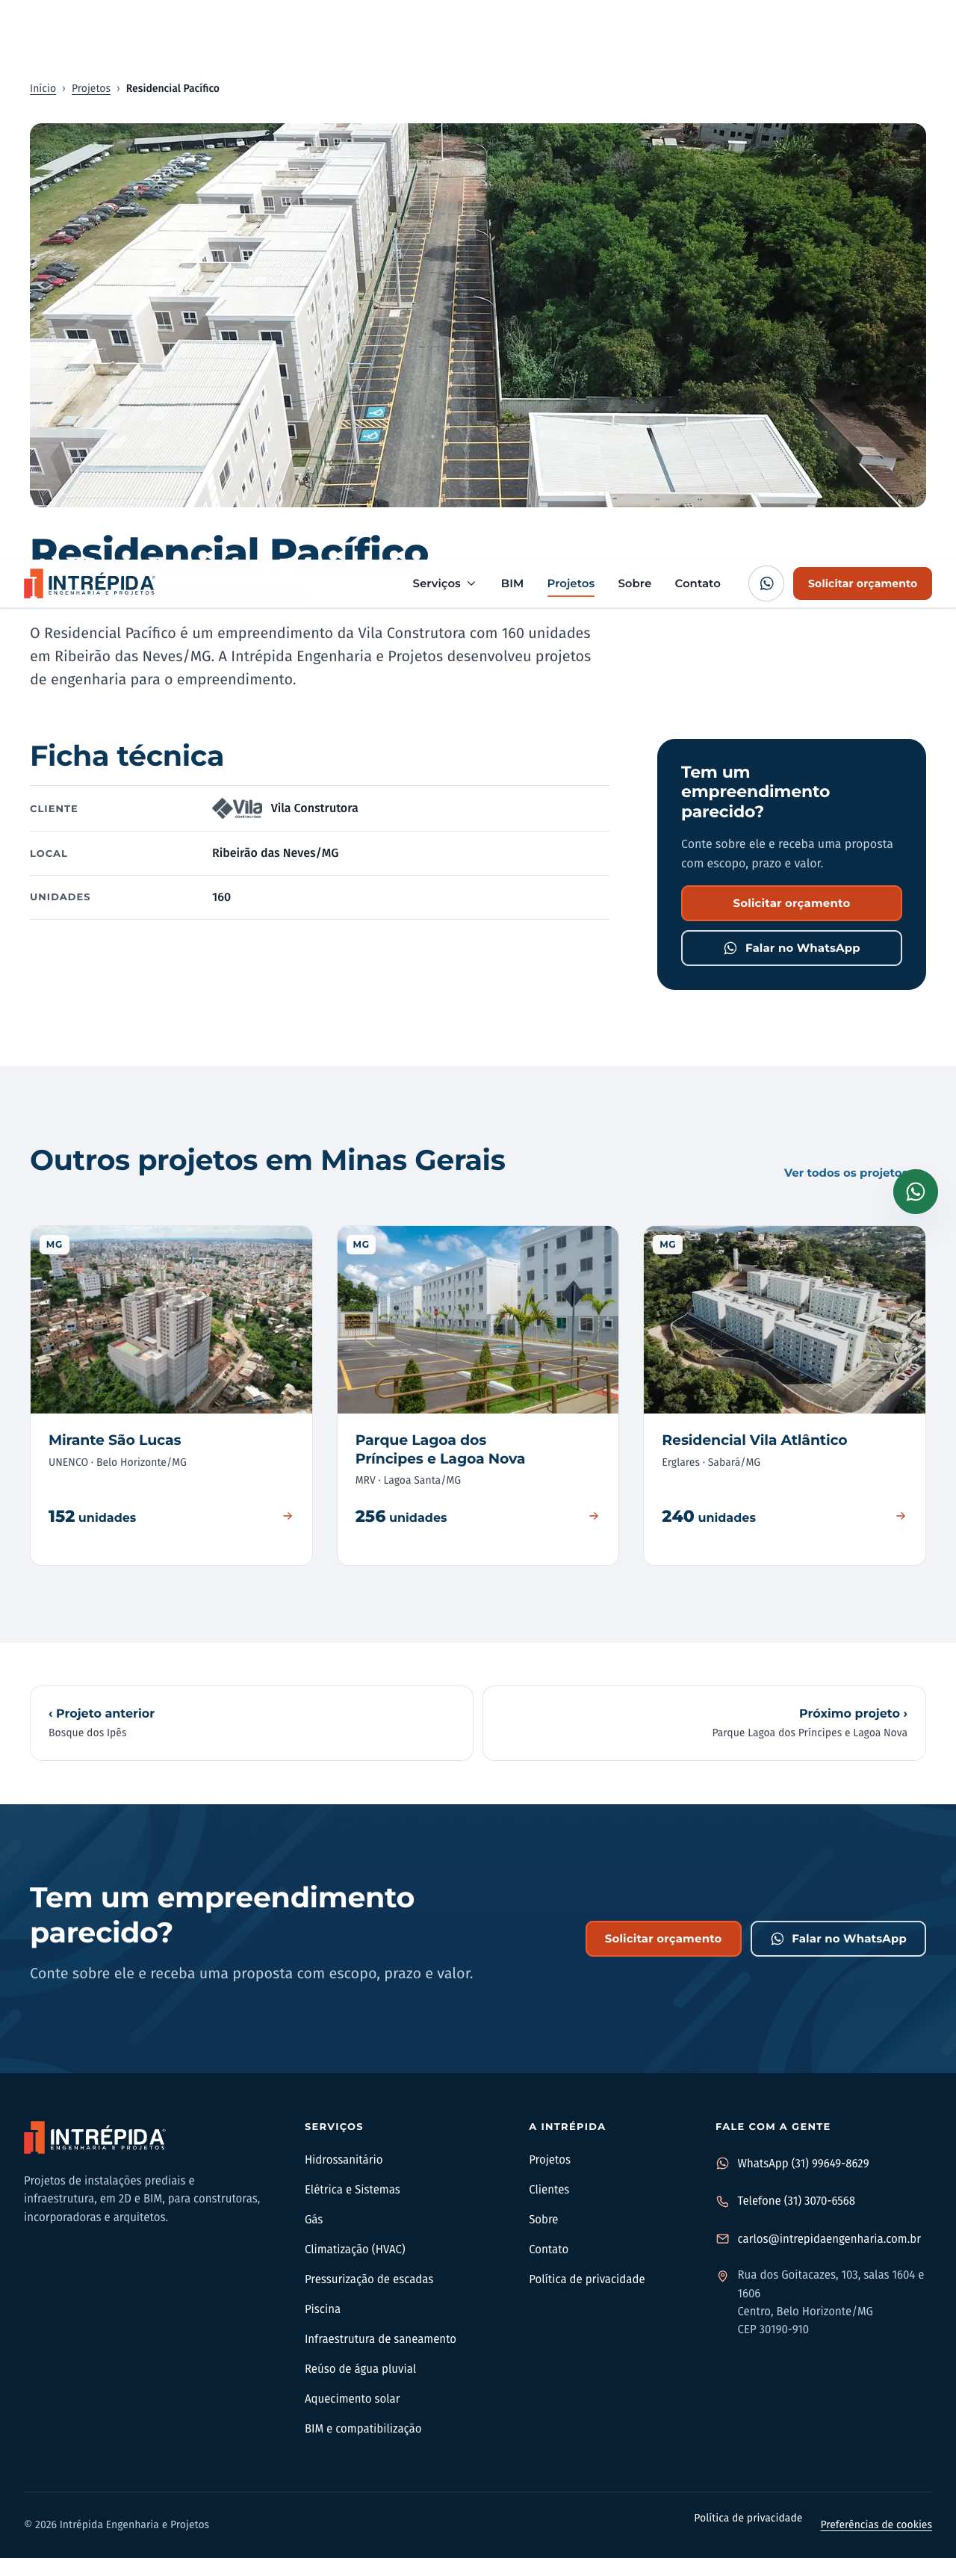 Início › Projetos › Residencial Pacífico
Residencial Pacífico
INTRÉPIDA
ENGENHARIA E PROJETOS
Serviços BIM Projetos Sobre Contato Solicitar orçamento
O Residencial Pacífico é um empreendimento da Vila Construtora com 160 unidades
em Ribeirão das Neves/MG. A Intrépida Engenharia e Projetos desenvolveu projetos
de engenharia para o empreendimento.
Ficha técnica
CLIENTE Vila Vila Construtora
LOCAL Ribeirão das Neves/MG
UNIDADES 160
Tem um
empreendimento
parecido?
Conte sobre ele e receba uma proposta
com escopo, prazo e valor.
Solicitar orçamento
Falar no WhatsApp
Outros projetos em Minas Gerais
Ver todos os projetos
MG
Mirante São Lucas
UNENCO · Belo Horizonte/MG
152 unidades
MG
Parque Lagoa dos
Príncipes e Lagoa Nova
MRV · Lagoa Santa/MG
256 unidades
MG
Residencial Vila Atlântico
Erglares · Sabará/MG
240 unidades
‹ Projeto anterior
Bosque dos Ipês
Próximo projeto ›
Parque Lagoa dos Príncipes e Lagoa Nova
Tem um empreendimento
parecido?
Conte sobre ele e receba uma proposta com escopo, prazo e valor.
Solicitar orçamento
Falar no WhatsApp
INTRÉPIDA
ENGENHARIA E PROJETOS
Projetos de instalações prediais e
infraestrutura, em 2D e BIM, para construtoras,
incorporadoras e arquitetos.
SERVIÇOS
Hidrossanitário
Elétrica e Sistemas
Gás
Climatização (HVAC)
Pressurização de escadas
Piscina
Infraestrutura de saneamento
Reúso de água pluvial
Aquecimento solar
BIM e compatibilização
A INTRÉPIDA
Projetos
Clientes
Sobre
Contato
Política de privacidade
FALE COM A GENTE
WhatsApp (31) 99649-8629
Telefone (31) 3070-6568
carlos@intrepidaengenharia.com.br
Rua dos Goitacazes, 103, salas 1604 e
1606
Centro, Belo Horizonte/MG
CEP 30190-910
© 2026 Intrépida Engenharia e Projetos
Política de privacidade
Preferências de cookies